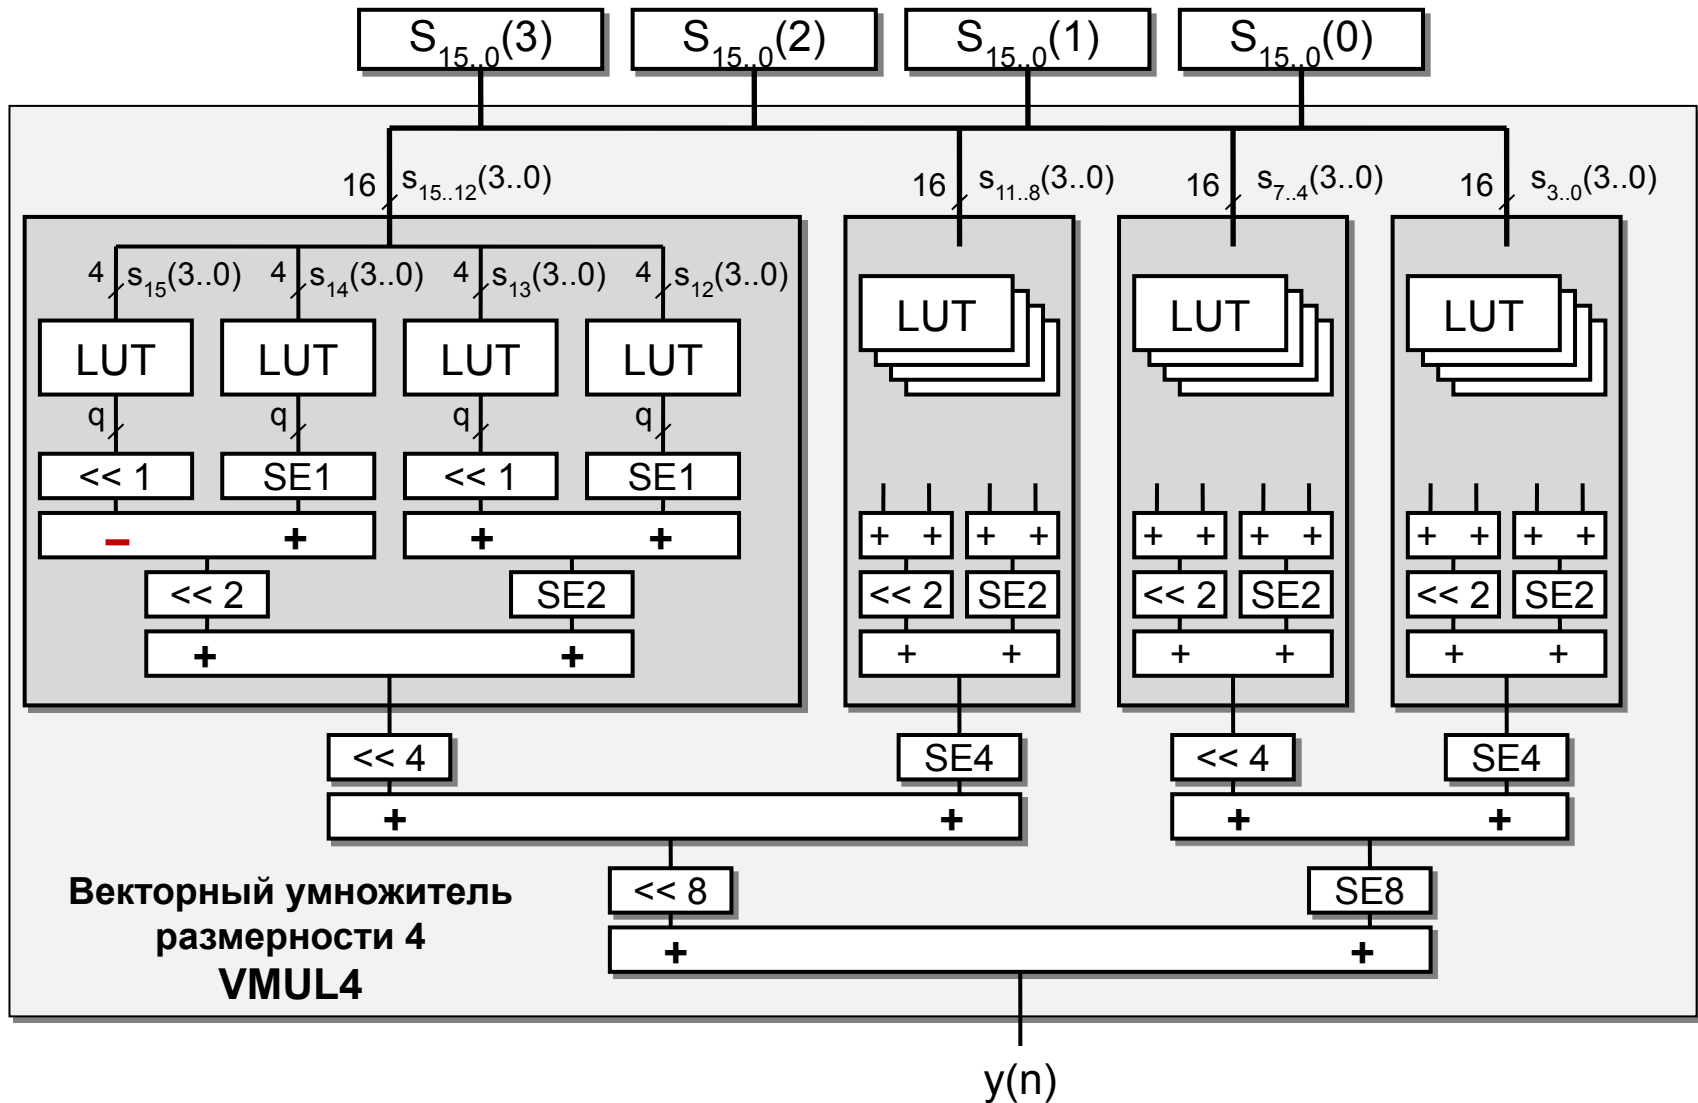 S15..0(3) S15..0(2) S15..0(1) S15..0(0)
16 s15..12(3..0) 16 s11..8(3..0) 16 s7..4(3..0) 16 s3..0(3..0)
4 s15(3..0) 4 s14(3..0) 4 s13(3..0) 4 s12(3..0)
LUT LUT LUT
LUT LUT LUT LUT
q q q q
<< 1 SE1 << 1 SE1
– + + + + + + + + + + + + + + +
<< 2 SE2 << 2 SE2 << 2 SE2 << 2 SE2
+ + + + + + + +
<< 4 SE4 << 4 SE4
+ + + +
<< 8 SE8
+ +
Векторный умножитель
размерности 4
VMUL4
y(n)